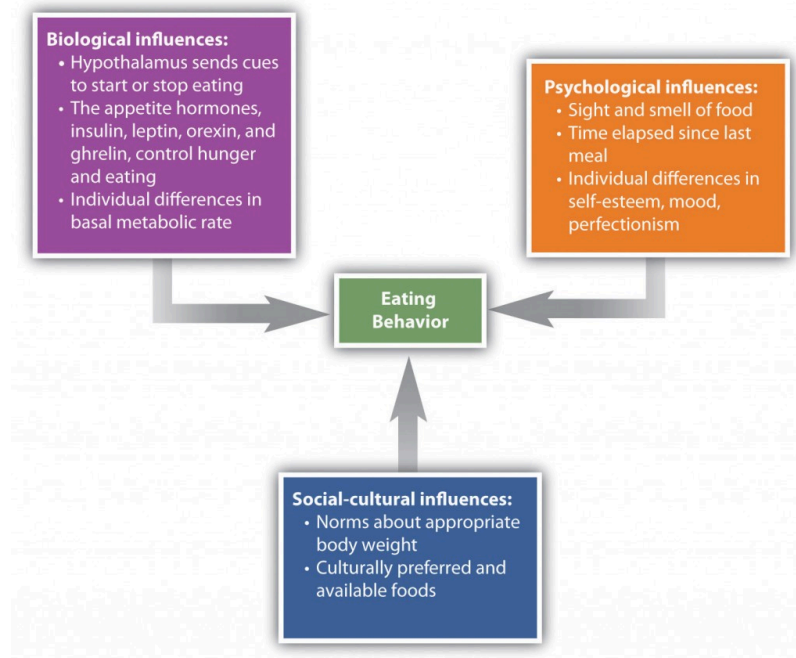 Biological influences:
• Hypothalamus sends cues
to start or stop eating
• The appetite hormones,
insulin, leptin, orexin, and
ghrelin, control hunger
and eating
• Individual differences in
basal metabolic rate
Psychological influences:
• Sight and smell of food
• Time elapsed since last
meal
• Individual differences in
self-esteem, mood,
perfectionism
Eating
Behavior
Social-cultural influences:
• Norms about appropriate
body weight
• Culturally preferred and
available foods